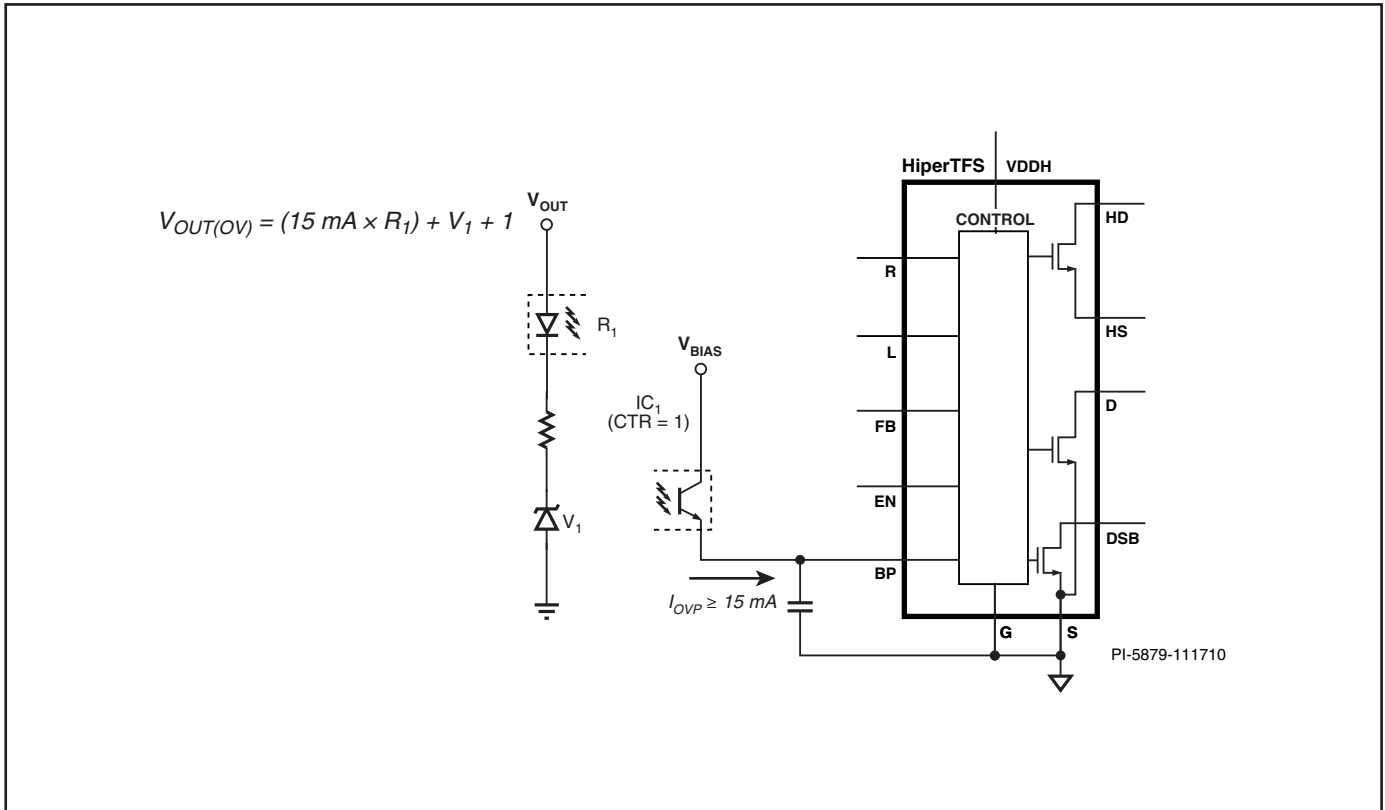 HiperTFS VDDH
V_OUT(OV) = (15 mA × R_1) + V_1 + 1
V_OUT
CONTROL
HD
R
R_1
HS
L
V_BIAS
D
IC_1
(CTR = 1)
FB
EN
V_1
DSB
BP
I_OVP ≥ 15 mA
G
S
PI-5879-111710